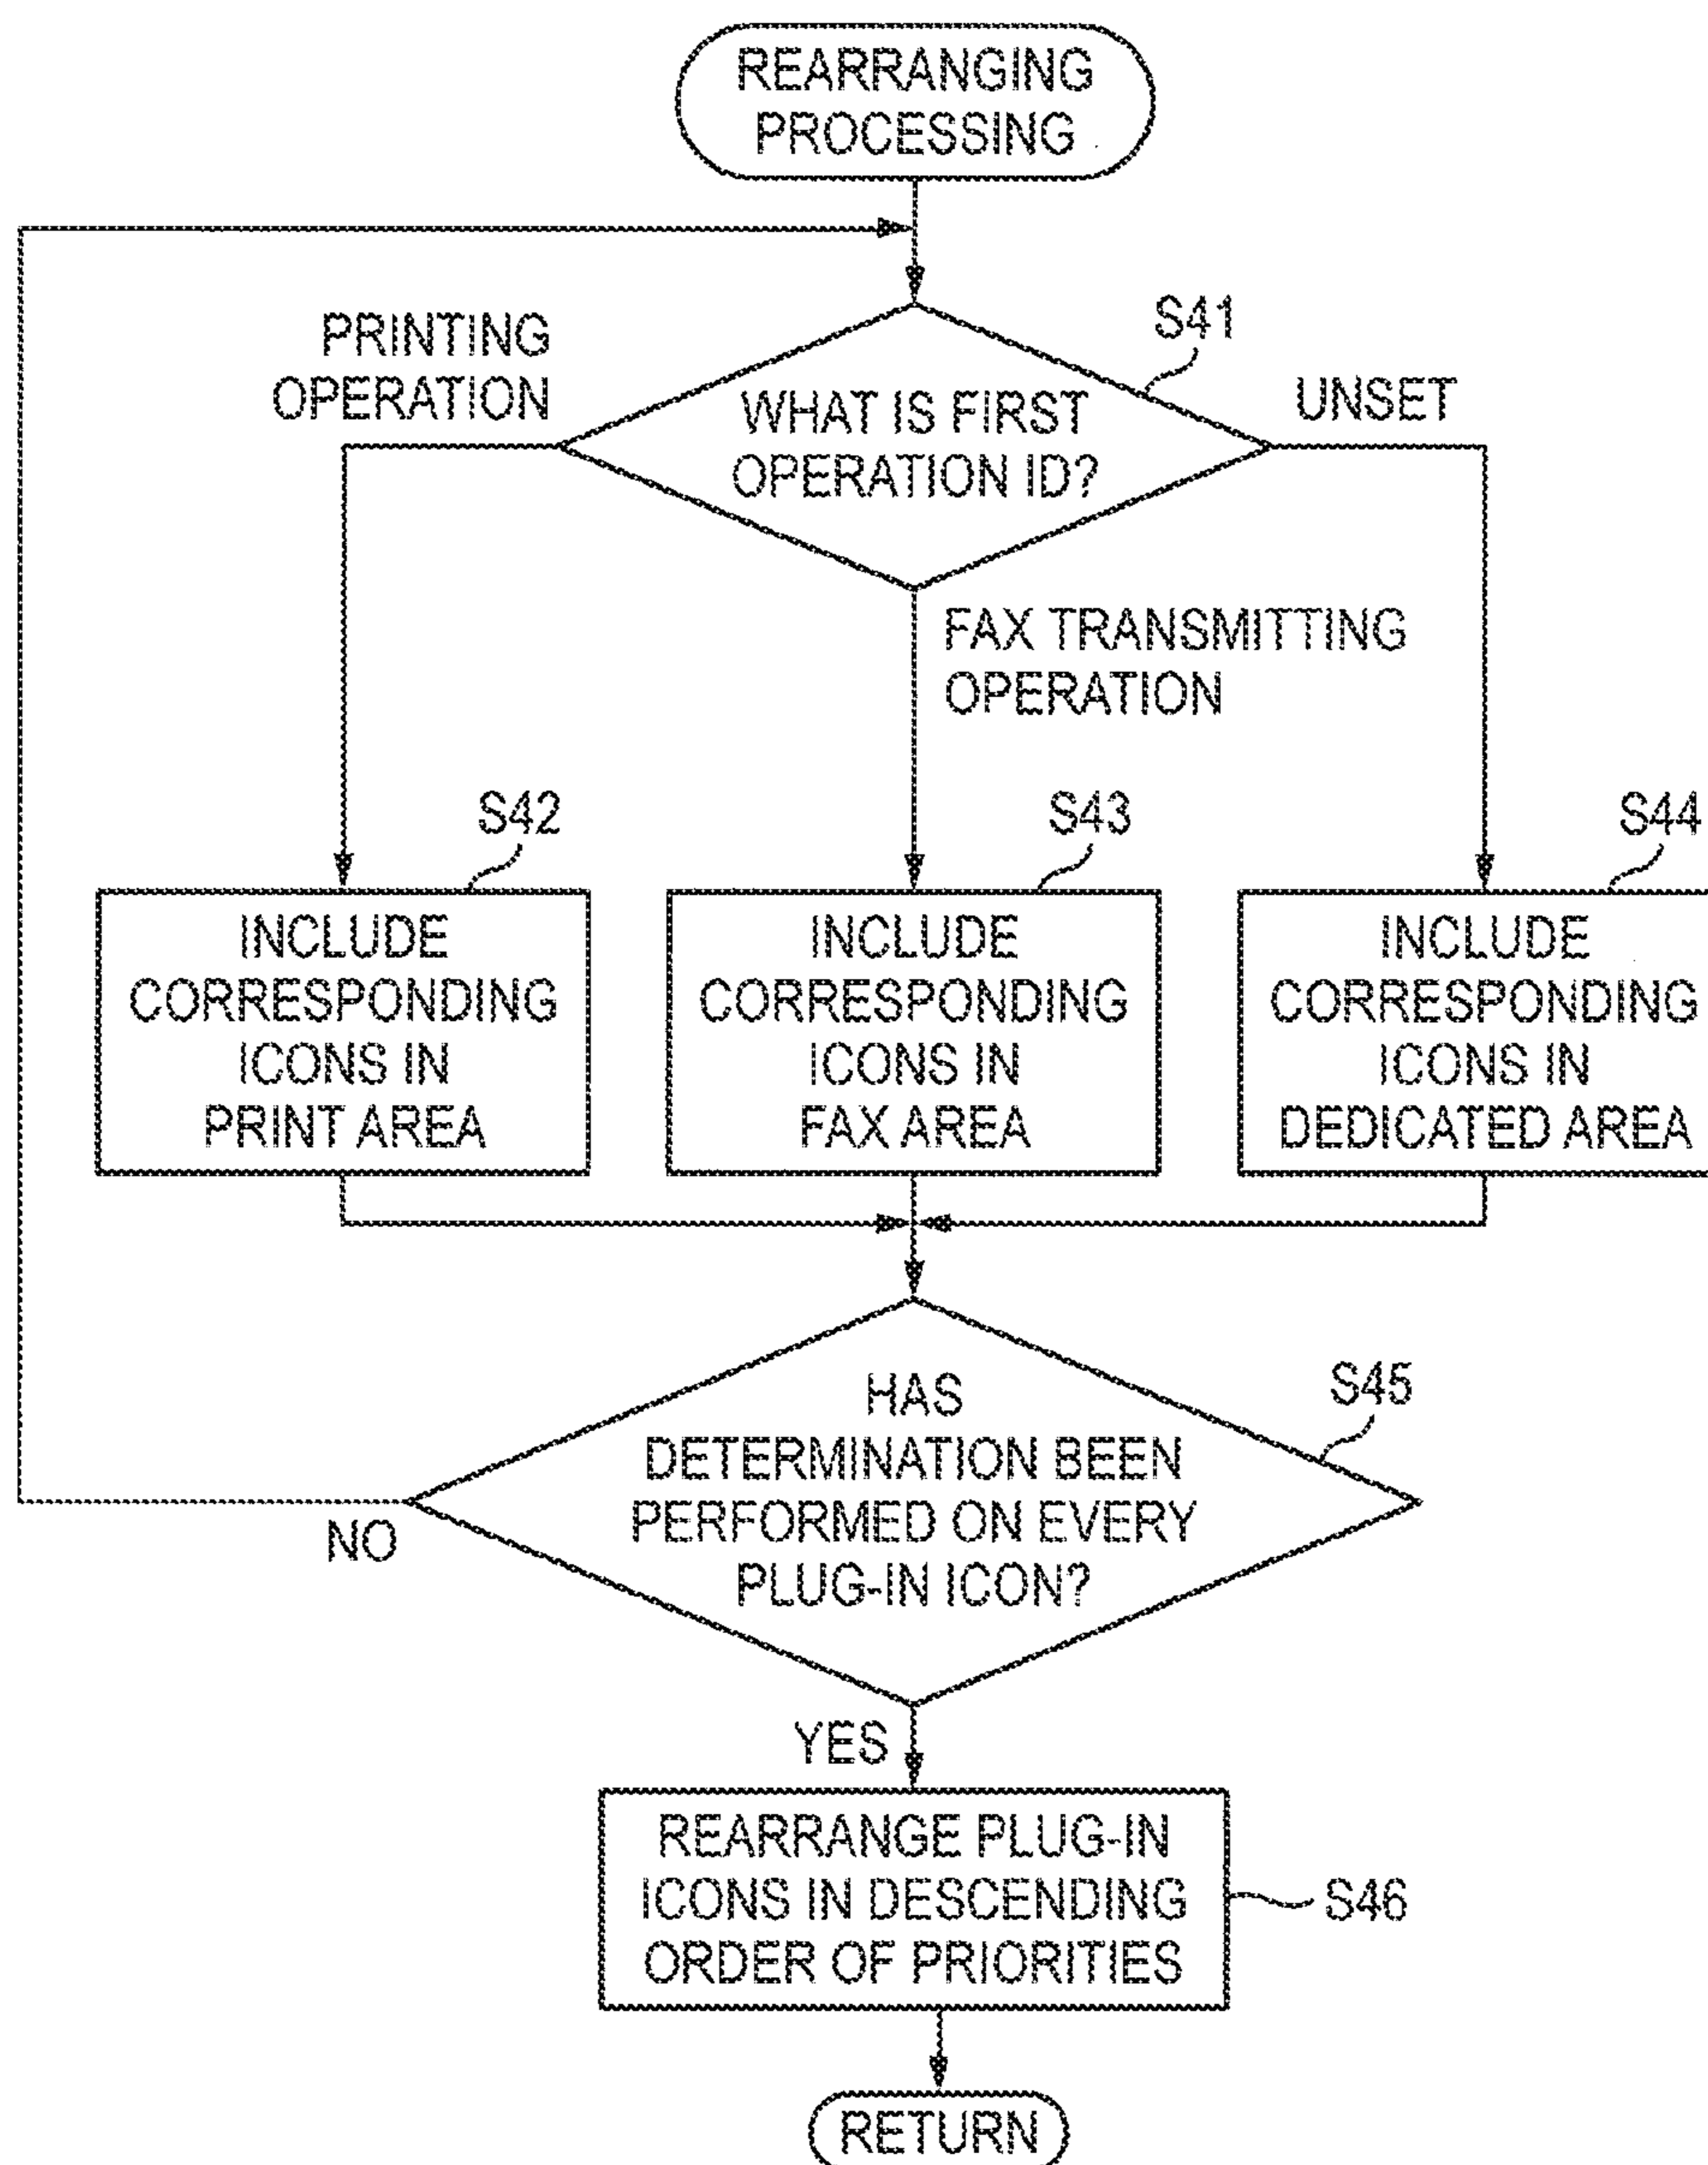 REARRANGING
PROCESSING
S41
PRINTING
OPERATION
UNSET
WHAT IS FIRST
OPERATION ID?
FAX TRANSMITTING
OPERATION
S42
S43
S44
INCLUDE
CORRESPONDING
ICONS IN
PRINT AREA
INCLUDE
CORRESPONDING
ICONS IN
FAX AREA
INCLUDE
CORRESPONDING
ICONS IN
DEDICATED AREA
S45
HAS
DETERMINATION BEEN
PERFORMED ON EVERY
PLUG-IN ICON?
NO
YES
REARRANGE PLUG-IN
ICONS IN DESCENDING
ORDER OF PRIORITIES
S46
RETURN